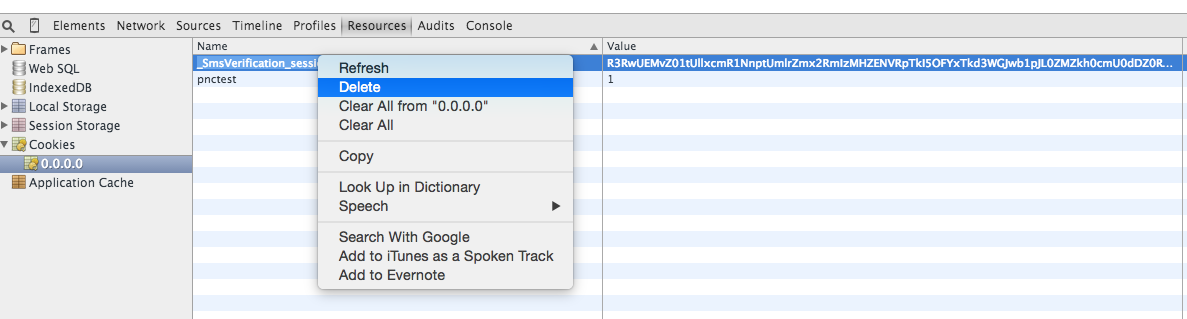 Elements Network Sources Timeline Profiles Resources Audits Console
Frames
Web SQL
IndexedDB
Local Storage
Session Storage
Cookies
0.0.0.0
Application Cache
Name Value
_SmsVerification_sessi
pnctest 1
Refresh
Delete
Clear All from "0.0.0.0"
Clear All
Copy
Look Up in Dictionary
Speech
Search With Google
Add to iTunes as a Spoken Track
Add to Evernote